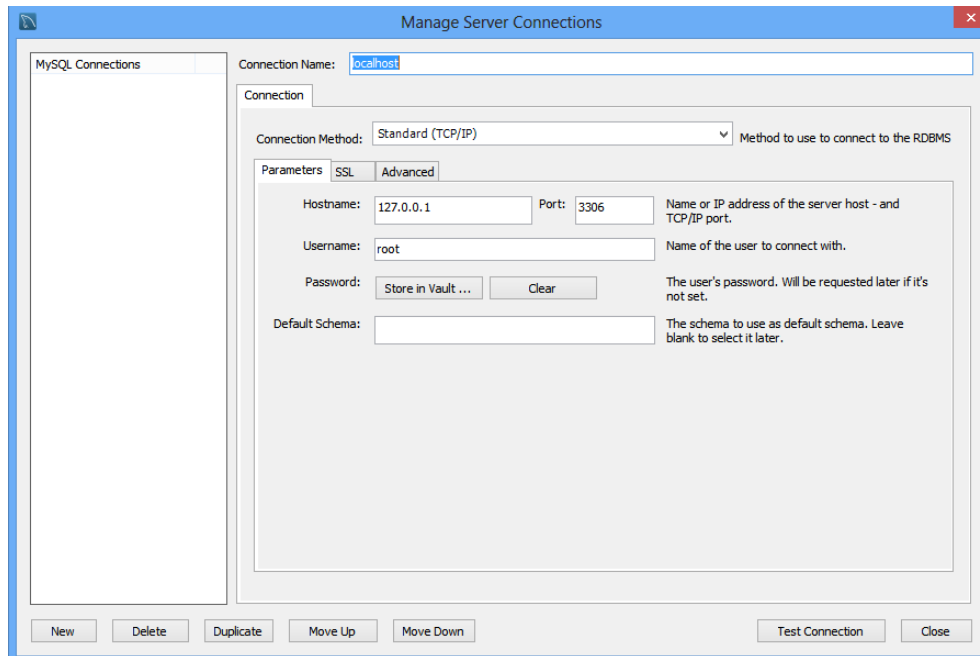 Manage Server Connections
MySQL Connections
Connection Name: localhost
Connection
Connection Method: Standard (TCP/IP) Method to use to connect to the RDBMS
Parameters SSL Advanced
Hostname: 127.0.0.1 Port: 3306 Name or IP address of the server host - and
TCP/IP port.
Username: root Name of the user to connect with.
Password: Store in Vault ... Clear The user's password. Will be requested later if it's
not set.
Default Schema: The schema to use as default schema. Leave
blank to select it later.
New Delete Duplicate Move Up Move Down Test Connection Close